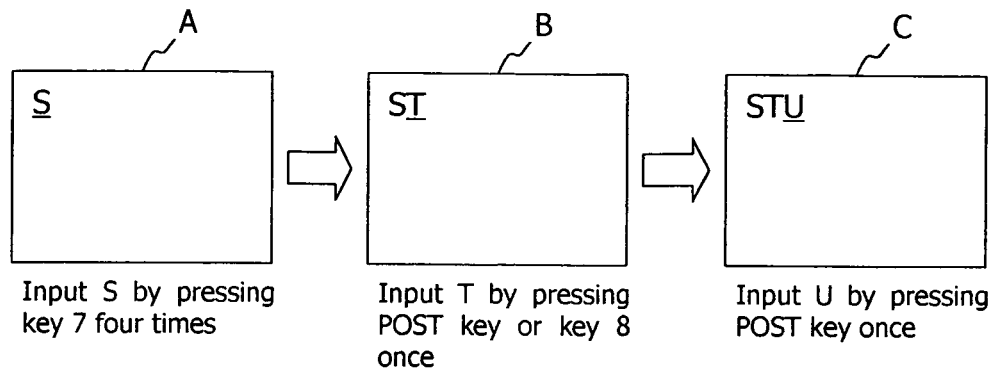 A
B
C
S
ST
STU
Input S by pressing
key 7 four times
Input T by pressing
POST key or key 8
once
Input U by pressing
POST key once